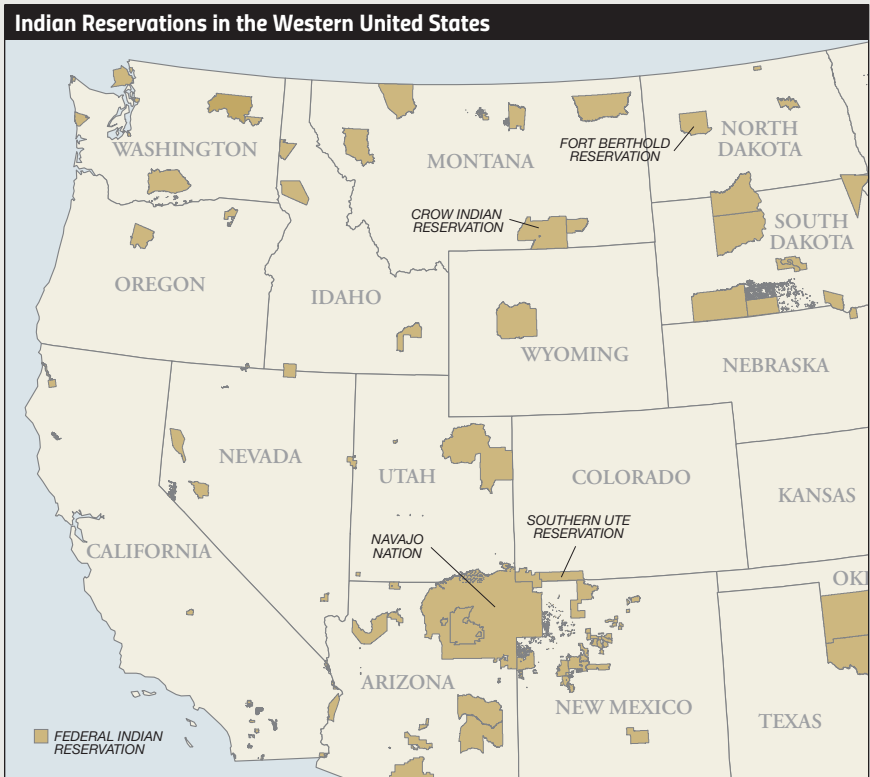 Indian Reservations in the Western United States
WASHINGTON
MONTANA
FORT BERTHOLD
RESERVATION
NORTH
DAKOTA
CROW INDIAN
RESERVATION
SOUTH
DAKOTA
OREGON
IDAHO
WYOMING
NEBRASKA
NEVADA
UTAH
COLORADO
KANSAS
CALIFORNIA
NAVAJO
NATION
SOUTHERN UTE
RESERVATION
OKL
ARIZONA
NEW MEXICO
TEXAS
FEDERAL INDIAN
RESERVATION